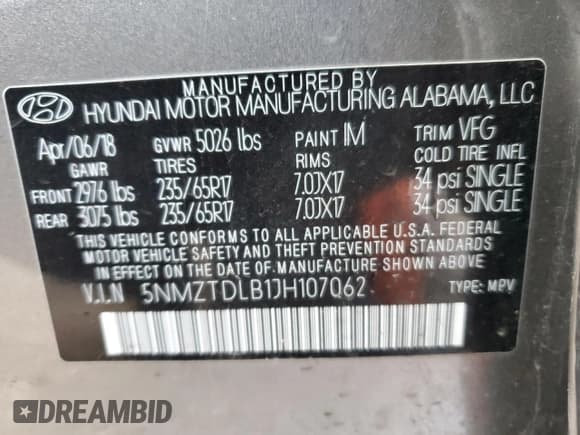 MANUFACTURED BY
HYUNDAI MOTOR MANUFACTURING ALABAMA, LLC
Apr/06/18 GVWR 5026 lbs PAINT IM TRIM VFG
GAWR TIRES RIMS COLD TIRE INFL
FRONT 2976 lbs 235/65R17 7.0JX17 34 psi SINGLE
REAR 3075 lbs 235/65R17 7.0JX17 34 psi SINGLE
THIS VEHICLE CONFORMS TO ALL APPLICABLE U.S.A. FEDERAL
MOTOR VEHICLE SAFETY AND THEFT PREVENTION STANDARDS
IN EFFECT ON THE DATE OF MANUFACTURE SHOWN ABOVE.
V.I.N 5NMZTDLB1JH107062 TYPE: MPV
DREAMBID